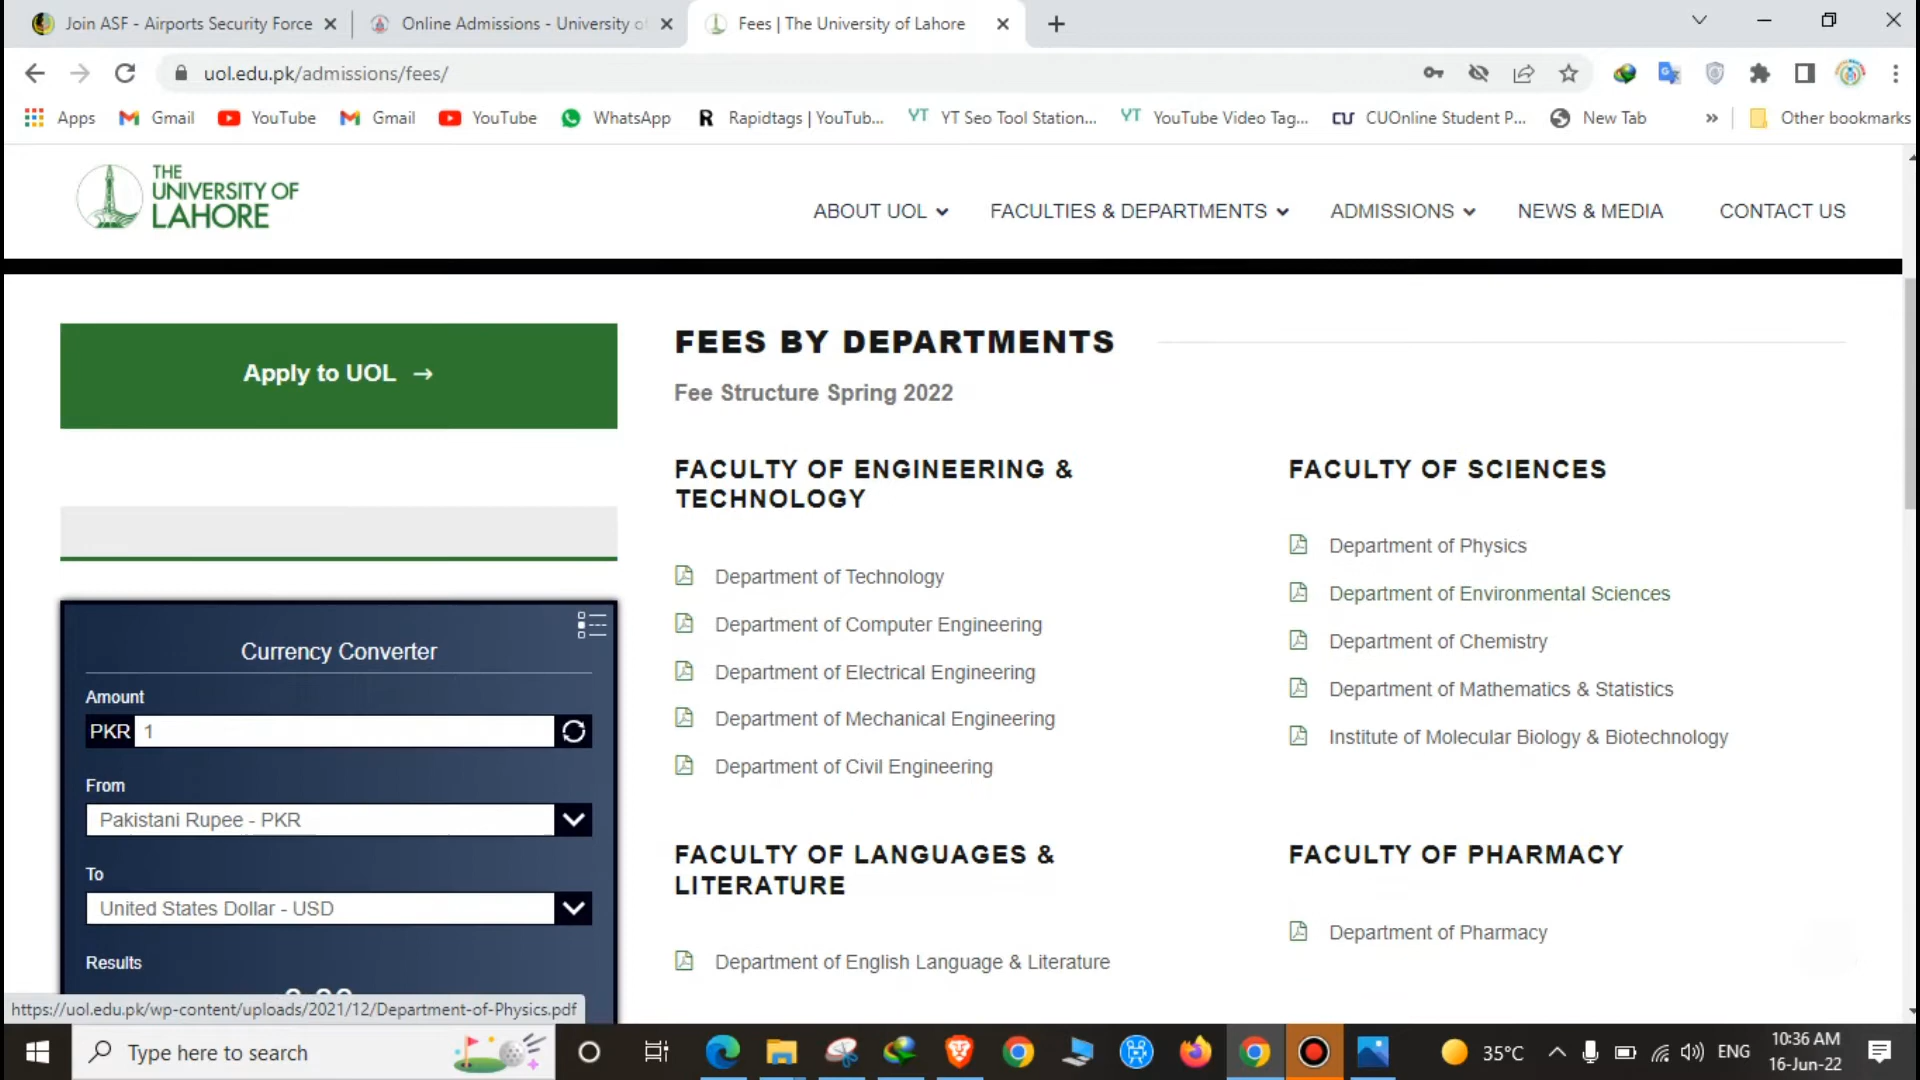 Join ASF - Airports Security Force
Online Admissions - University o
Fees | The University of Lahore
uol.edu.pk/admissions/fees/
Apps
Gmail
YouTube
Gmail
YouTube
WhatsApp
R
Rapidtags | YouTub...
YT
YT Seo Tool Station...
YT
YouTube Video Tag...
CU
CUOnline Student P...
New Tab
»
Other bookmarks
THE
UNIVERSITY OF
LAHORE
ABOUT UOL
FACULTIES & DEPARTMENTS
ADMISSIONS
NEWS & MEDIA
CONTACT US
Apply to UOL →
FEES BY DEPARTMENTS
Fee Structure Spring 2022
FACULTY OF ENGINEERING &
TECHNOLOGY
Department of Technology
Department of Computer Engineering
Department of Electrical Engineering
Department of Mechanical Engineering
Department of Civil Engineering
FACULTY OF SCIENCES
Department of Physics
Department of Environmental Sciences
Department of Chemistry
Department of Mathematics & Statistics
Institute of Molecular Biology & Biotechnology
FACULTY OF LANGUAGES &
LITERATURE
Department of English Language & Literature
FACULTY OF PHARMACY
Department of Pharmacy
Currency Converter
Amount
PKR 1
From
Pakistani Rupee - PKR
To
United States Dollar - USD
Results
https://uol.edu.pk/wp-content/uploads/2021/12/Department-of-Physics.pdf
Type here to search
35°C
ENG
10:36 AM
16-Jun-22